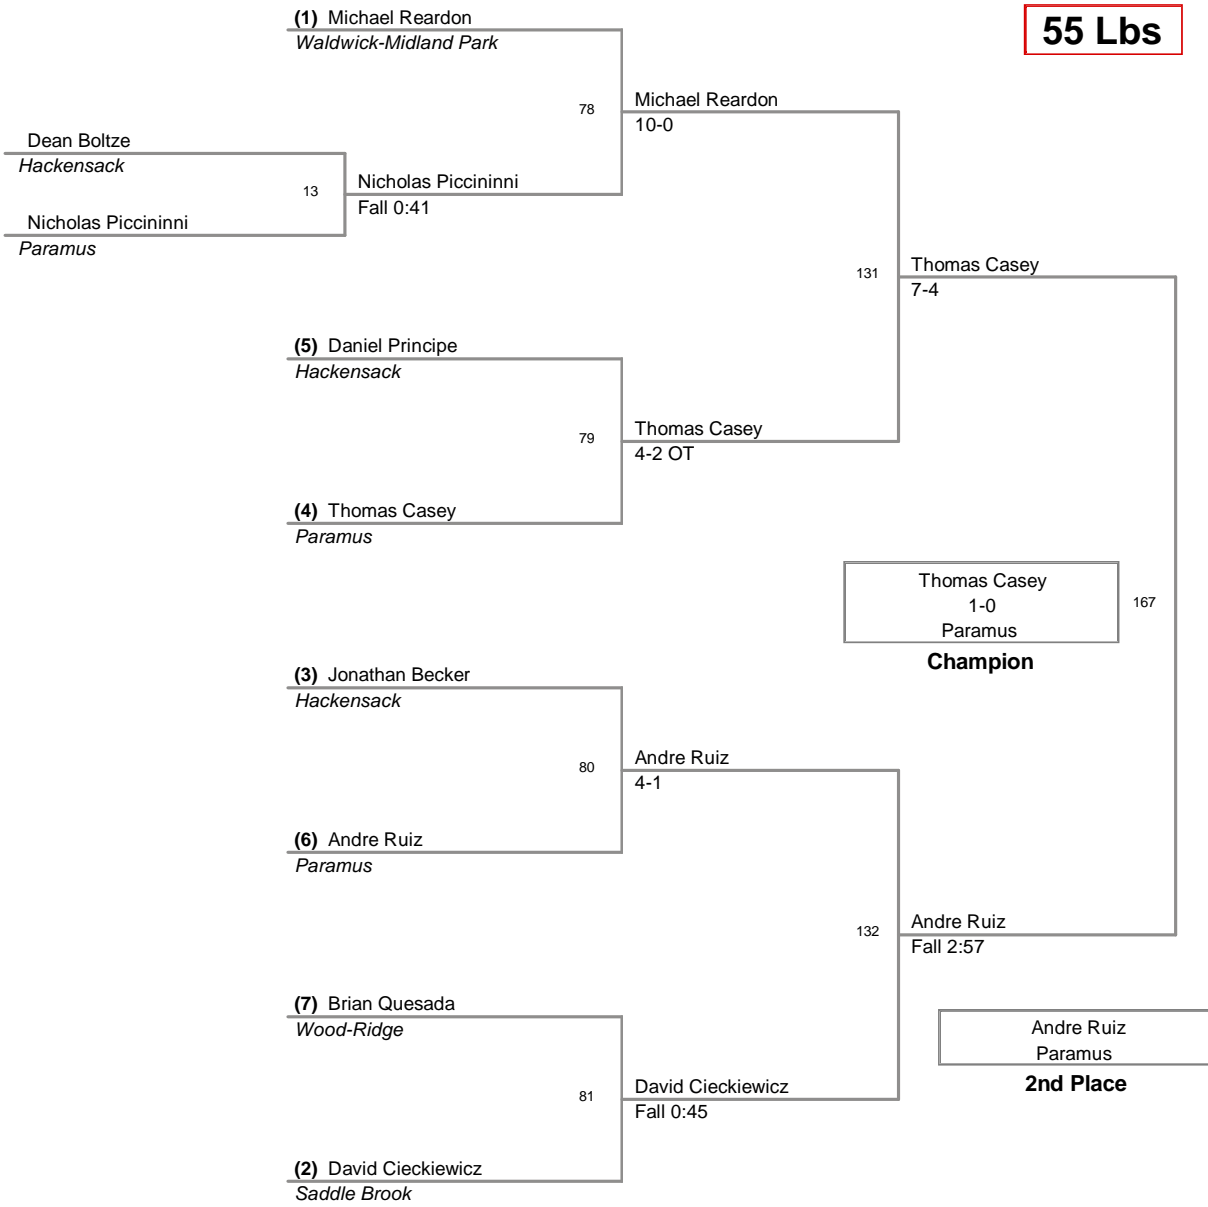 (1) Michael Reardon
Waldwick-Midland Park
55 Lbs
78
Michael Reardon
10-0
Dean Boltze
Hackensack
13
Nicholas Piccininni
Fall 0:41
Nicholas Piccininni
Paramus
131
Thomas Casey
7-4
(5) Daniel Principe
Hackensack
79
Thomas Casey
4-2 OT
(4) Thomas Casey
Paramus
Thomas Casey
1-0
Paramus
Champion
167
(3) Jonathan Becker
Hackensack
80
Andre Ruiz
4-1
(6) Andre Ruiz
Paramus
132
Andre Ruiz
Fall 2:57
(7) Brian Quesada
Wood-Ridge
Andre Ruiz
Paramus
2nd Place
81
David Cieckiewicz
Fall 0:45
(2) David Cieckiewicz
Saddle Brook